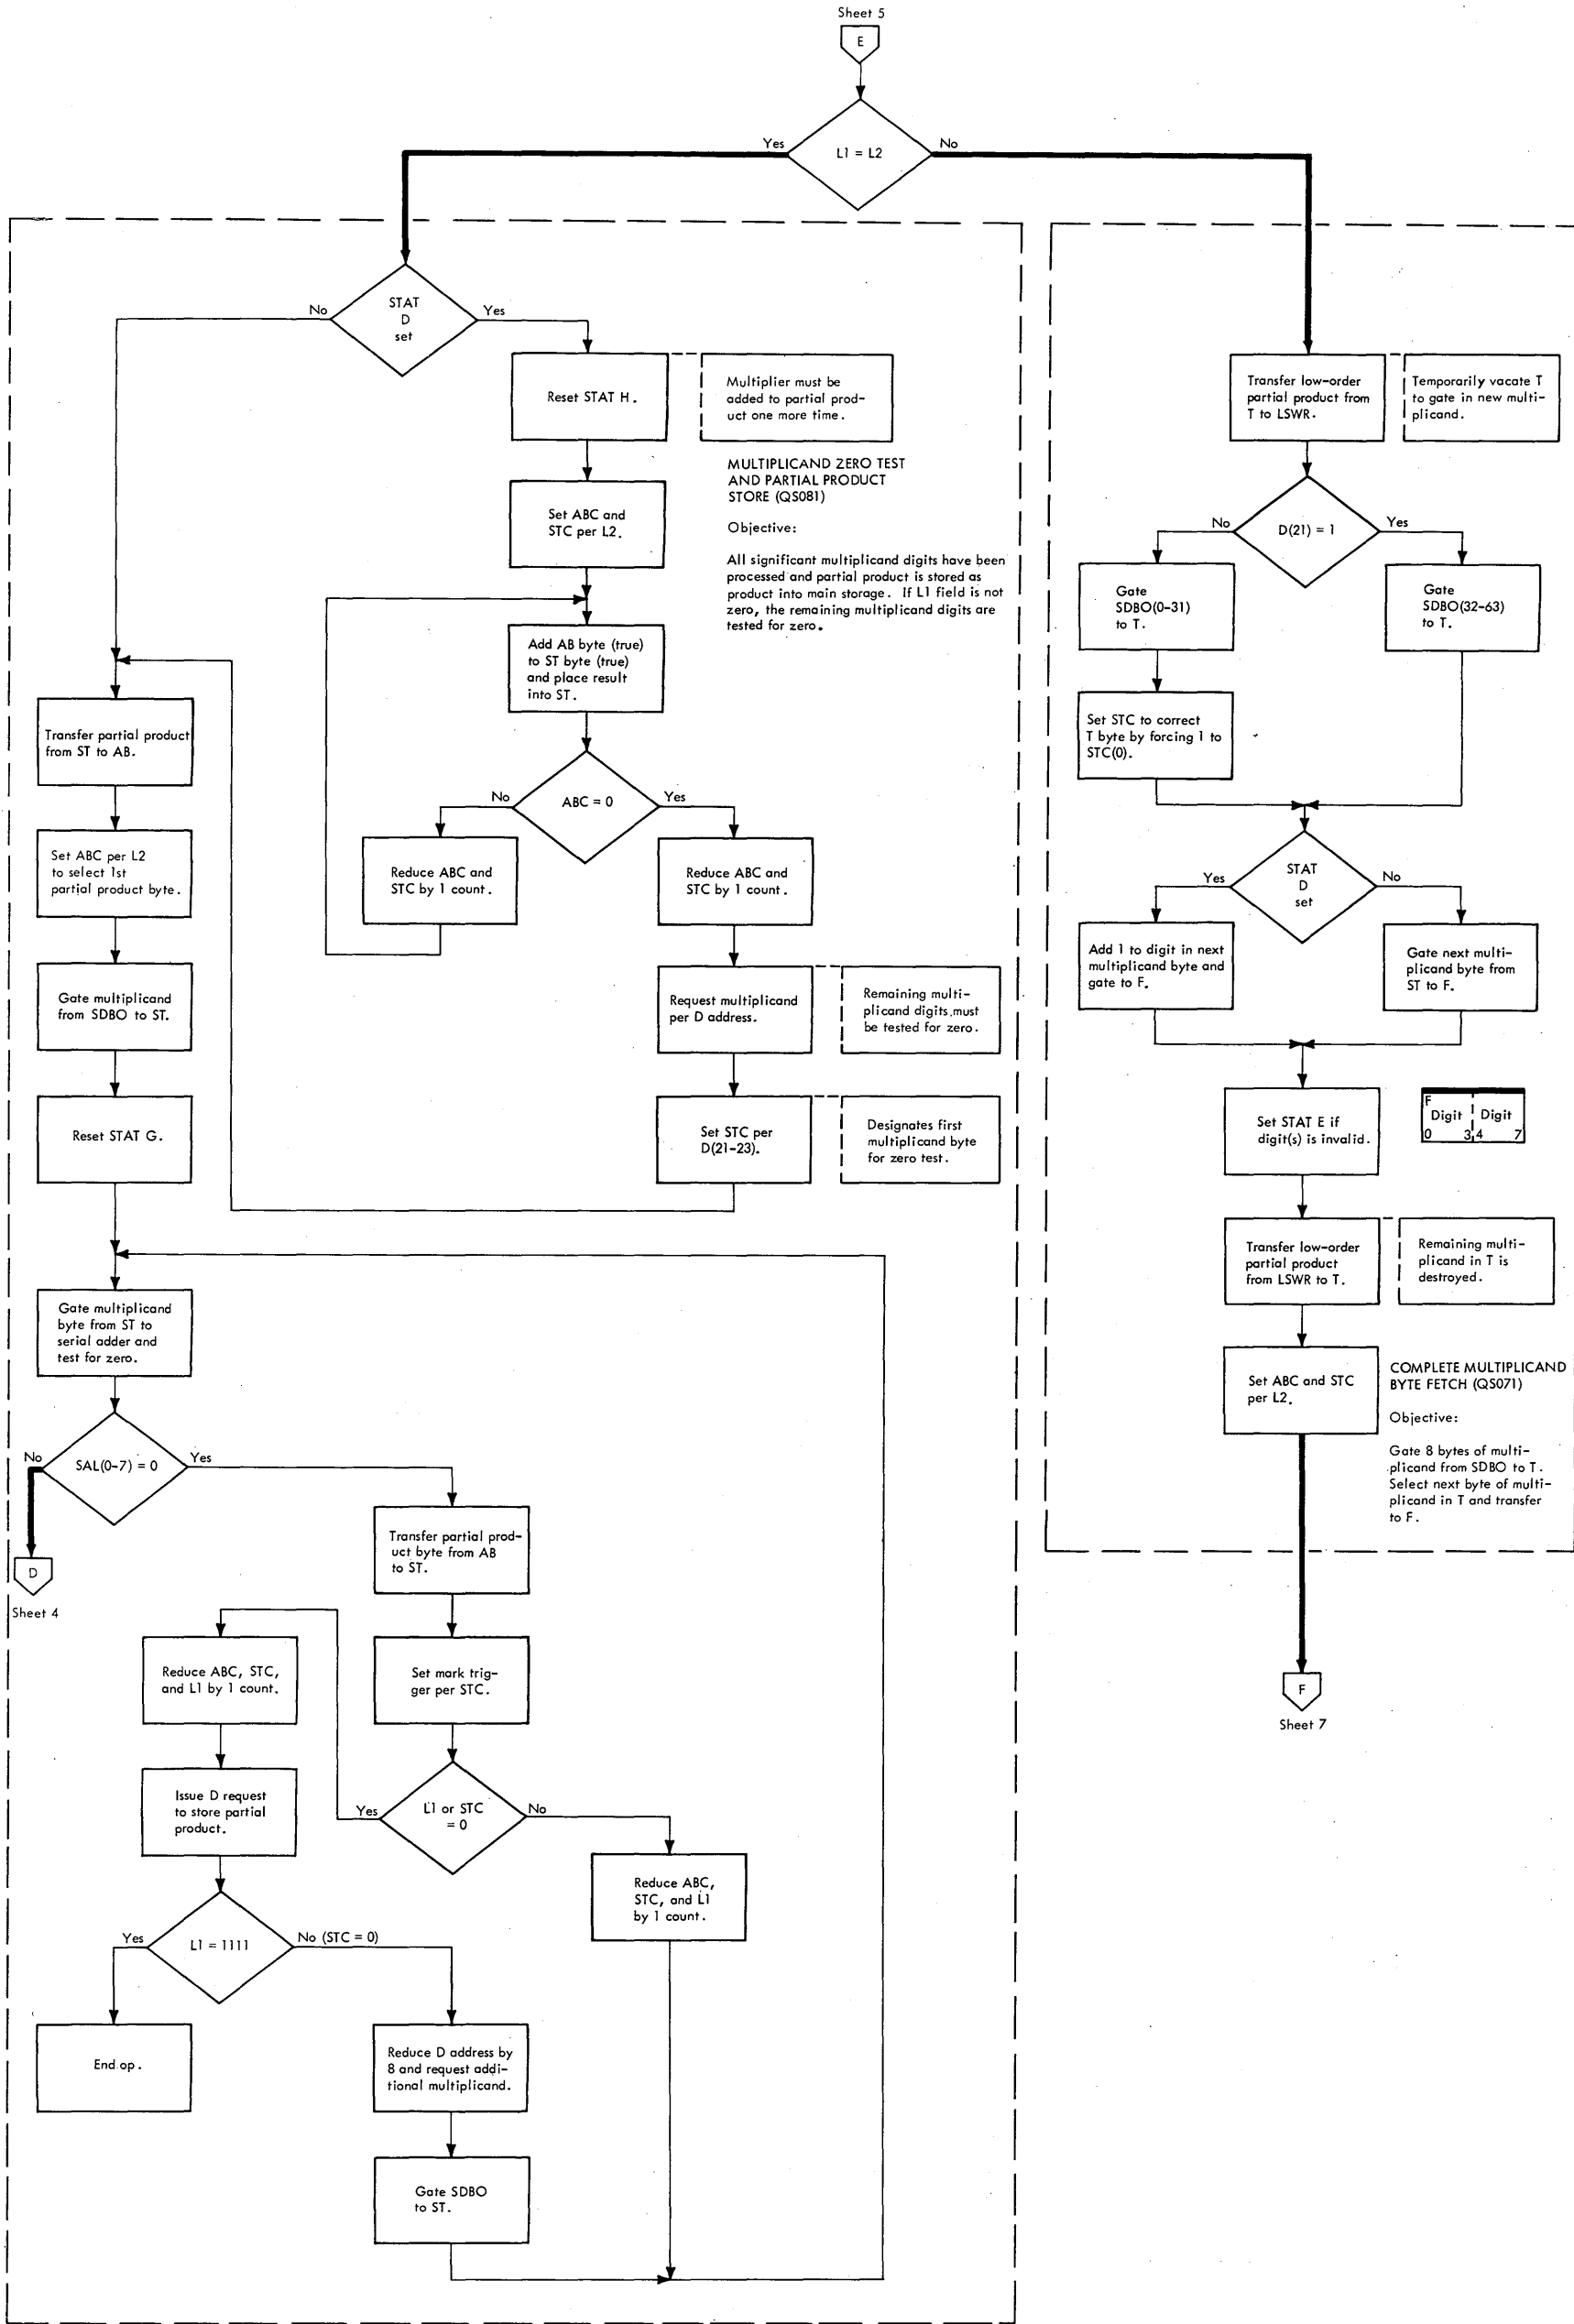 Sheet 5
E
Yes
L1 = L2
No
No
STAT
D
set
Yes
Reset STAT H.
Multiplier must be
added to partial prod-
uct one more time.
MULTIPLICAND ZERO TEST
AND PARTIAL PRODUCT
STORE (QS081)
Objective:
All significant multiplicand digits have been
processed and partial product is stored as
product into main storage. If L1 field is not
zero, the remaining multiplicand digits are
tested for zero.
Set ABC and
STC per L2.
Add AB byte (true)
to ST byte (true)
and place result
into ST.
No
ABC = 0
Yes
Reduce ABC and
STC by 1 count.
Reduce ABC and
STC by 1 count.
Request multiplicand
per D address.
Remaining multi-
plicand digits must
be tested for zero.
Set STC per
D(21-23).
Designates first
multiplicand byte
for zero test.
Transfer partial product
from ST to AB.
Set ABC per L2
to select 1st
partial product byte.
Gate multiplicand
from SDBO to ST.
Reset STAT G.
Gate multiplicand
byte from ST to
serial adder and
test for zero.
No
SAL(0-7) = 0
Yes
D
Sheet 4
Transfer partial prod-
uct byte from AB
to ST.
Set mark trig-
ger per STC.
Yes
L1 or STC
= 0
No
Reduce ABC, STC,
and L1 by 1 count.
Issue D request
to store partial
product.
Yes
L1 = 1111
No (STC = 0)
End op.
Reduce D address by
8 and request addi-
tional multiplicand.
Gate SDBO
to ST.
Reduce ABC,
STC, and L1
by 1 count.
Transfer low-order
partial product from
T to LSWR.
Temporarily vacate T
to gate in new multi-
plicand.
No
D(21) = 1
Yes
Gate
SDBO(0-31)
to T.
Gate
SDBO(32-63)
to T.
Set STC to correct
T byte by forcing 1 to
STC(0).
Yes
STAT
D
set
No
Add 1 to digit in next
multiplicand byte and
gate to F.
Gate next multi-
plicand byte from
ST to F.
Set STAT E if
digit(s) is invalid.
F
Digit Digit
0 3 4 7
Transfer low-order
partial product
from LSWR to T.
Remaining multi-
plicand in T is
destroyed.
Set ABC and STC
per L2.
COMPLETE MULTIPLICAND
BYTE FETCH (QS071)
Objective:
Gate 8 bytes of multi-
plicand from SDBO to T.
Select next byte of multi-
plicand in T and transfer
to F.
F
Sheet 7